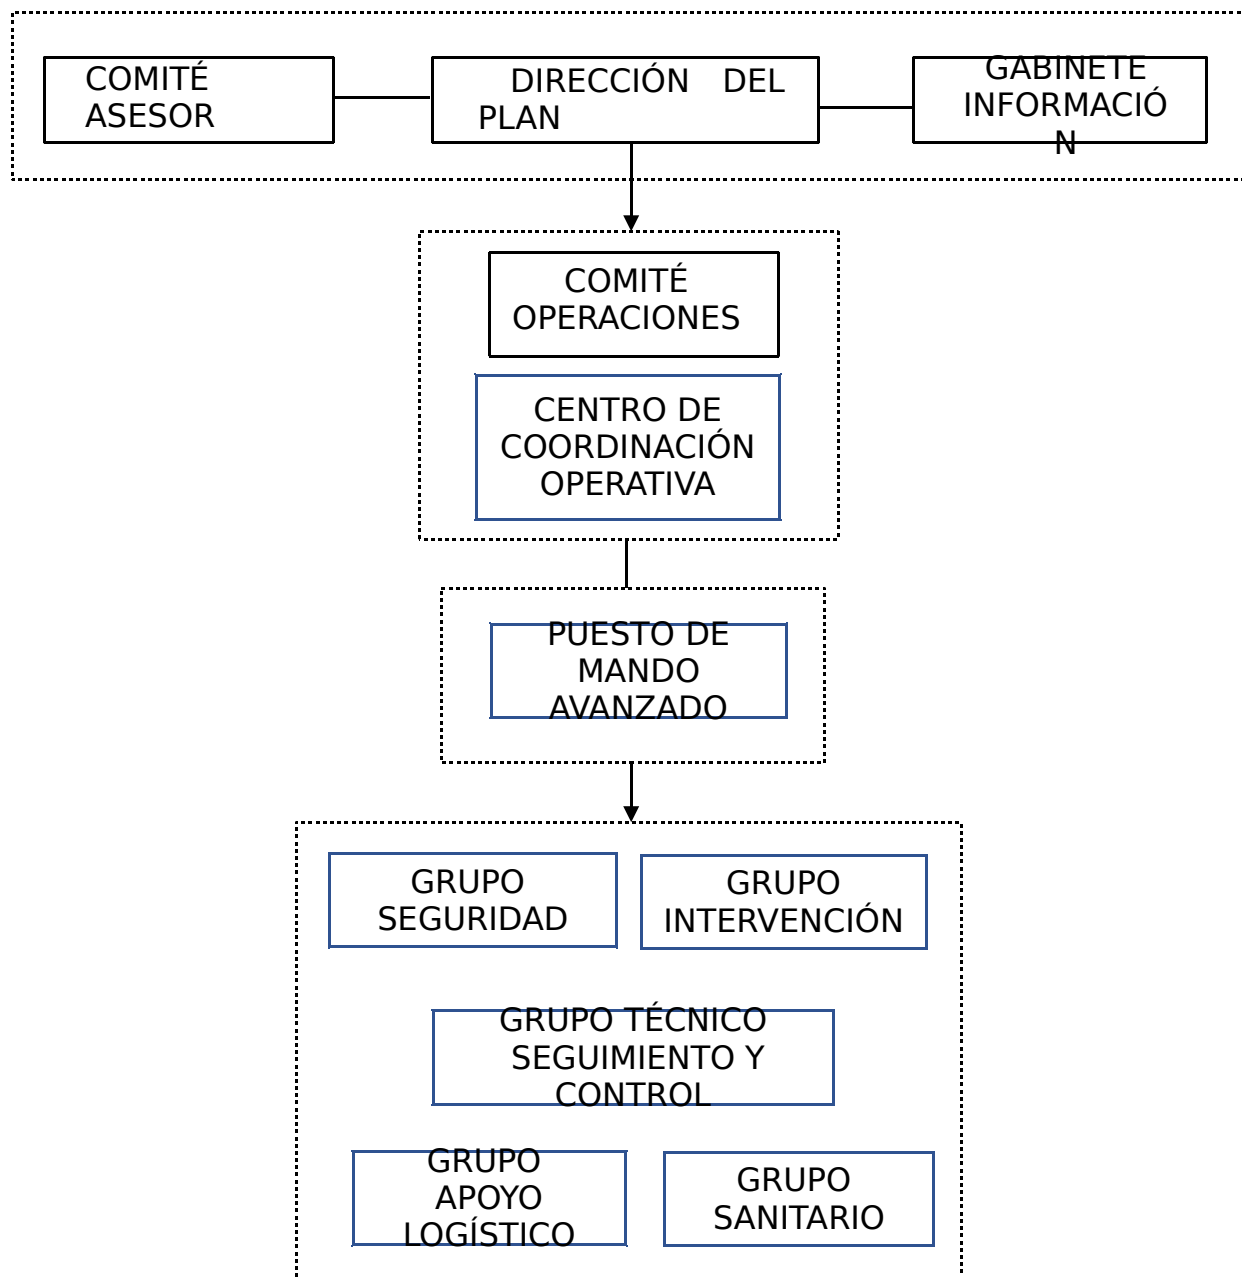 COMITÉ
ASESOR
DIRECCIÓN DEL
PLAN
GABINETE
INFORMACIÓ
N
COMITÉ
OPERACIONES
CENTRO DE
COORDINACIÓN
OPERATIVA
PUESTO DE
MANDO
AVANZADO
GRUPO
SEGURIDAD
GRUPO
INTERVENCIÓN
GRUPO TÉCNICO
SEGUIMIENTO Y
CONTROL
GRUPO
APOYO
LOGÍSTICO
GRUPO
SANITARIO